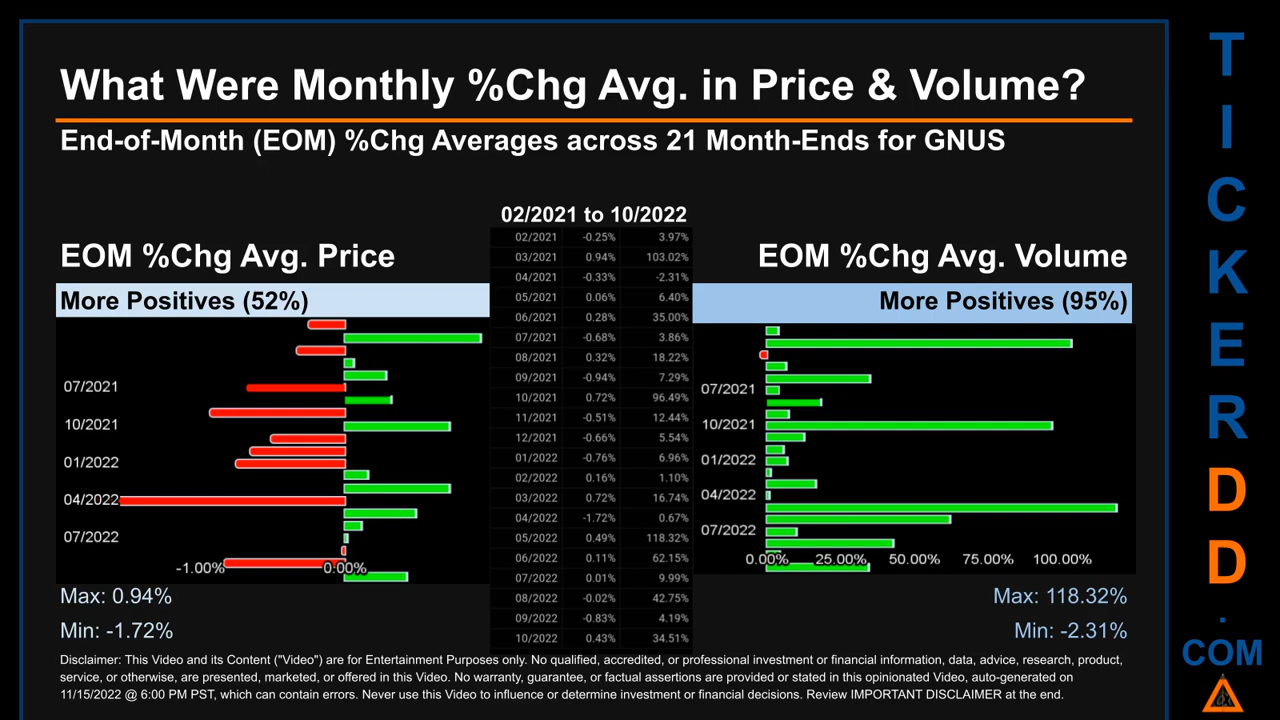 What Were Monthly %Chg Avg. in Price & Volume?
End-of-Month (EOM) %Chg Averages across 21 Month-Ends for GNUS
02/2021 to 10/2022
EOM %Chg Avg. Price
More Positives (52%)
07/2021
10/2021
01/2022
04/2022
07/2022
-1.00% 0.00%
Max: 0.94%
Min: -1.72%
02/2021 -0.25% 3.97%
03/2021 0.94% 103.02%
04/2021 -0.33% -2.31%
05/2021 0.06% 6.40%
06/2021 0.28% 35.00%
07/2021 -0.68% 3.86%
08/2021 0.32% 18.22%
09/2021 -0.94% 7.29%
10/2021 0.72% 96.49%
11/2021 -0.51% 12.44%
12/2021 -0.66% 5.54%
01/2022 -0.76% 6.96%
02/2022 0.16% 1.10%
03/2022 0.72% 16.74%
04/2022 -1.72% 0.67%
05/2022 0.49% 118.32%
06/2022 0.11% 62.15%
07/2022 0.01% 9.99%
08/2022 -0.02% 42.75%
09/2022 -0.83% 4.19%
10/2022 0.43% 34.51%
EOM %Chg Avg. Volume
More Positives (95%)
07/2021
10/2021
01/2022
04/2022
07/2022
0.00% 25.00% 50.00% 75.00% 100.00%
Max: 118.32%
Min: -2.31%
Disclaimer: This Video and its Content ("Video") are for Entertainment Purposes only. No qualified, accredited, or professional investment or financial information, data, advice, research, product,
service, or otherwise, are presented, marketed, or offered in this Video. No warranty, guarantee, or factual assertions are provided or stated in this opinionated Video, auto-generated on
11/15/2022 @ 6:00 PM PST, which can contain errors. Never use this Video to influence or determine investment or financial decisions. Review IMPORTANT DISCLAIMER at the end.
T
I
C
K
E
R
D
D
.
COM